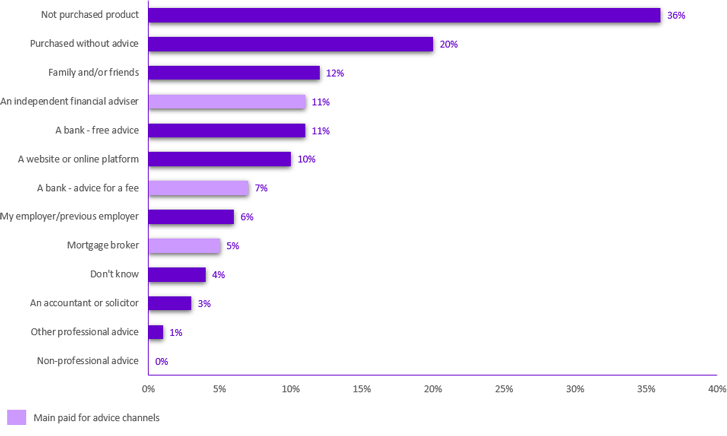 Not purchased product 36%
Purchased without advice 20%
Family and/or friends 12%
An independent financial adviser 11%
A bank - free advice 11%
A website or online platform 10%
A bank - advice for a fee 7%
My employer/previous employer 6%
Mortgage broker 5%
Don't know 4%
An accountant or solicitor 3%
Other professional advice 1%
Non-professional advice 0%
0% 5% 10% 15% 20% 25% 30% 35% 40%
Main paid for advice channels